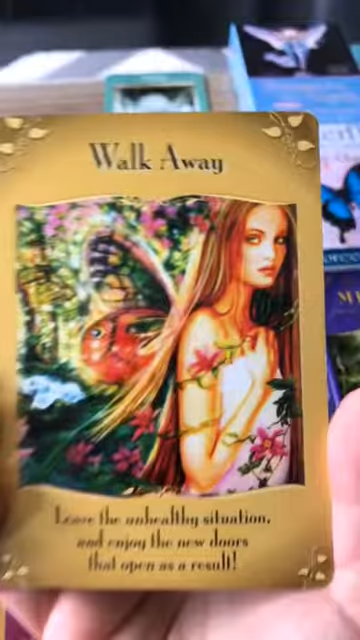 Walk Away
Leave the unhealthy situation,
and enjoy the new doors
that open as a result!